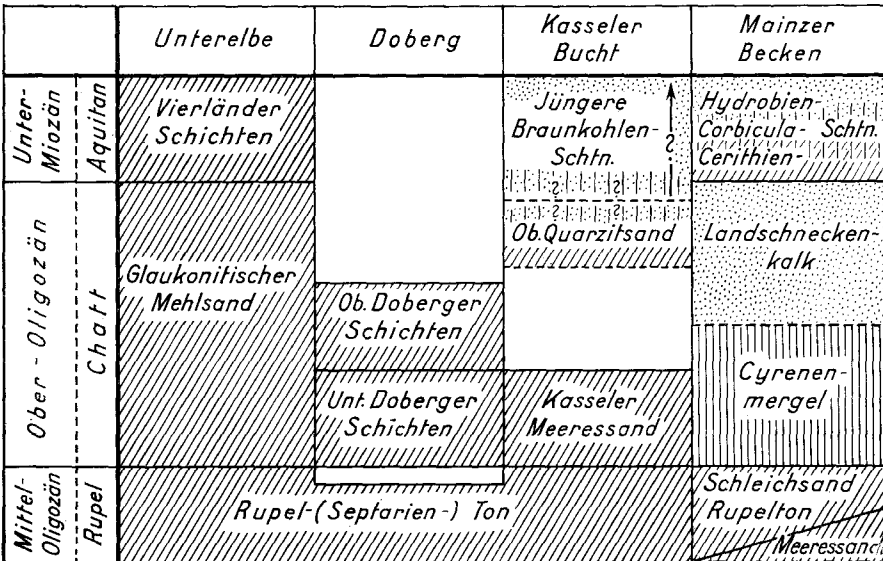 Unterelbe
Doberg
Kasseler
Bucht
Mainzer
Becken
Unter-
Miozän
Aquitan
Vierländer
Schichten
Jüngere
Braunkohlen-
Schtn.
?
? ?
? ?
Hydrobien-
Corbicula- Schtn.
Cerithien-
Ober-Oligozän
Chatt
Glaukonitischer
Mehlsand
Ob. Doberger
Schichten
Unt. Doberger
Schichten
Ob. Quarzitsand
Kasseler
Meeressand
Landschnecken-
kalk
Cyrenen-
mergel
Mittel-
Oligozän
Rupel
Rupel-(Septarien-) Ton
Schleichsand
Rupelton
Meeressand